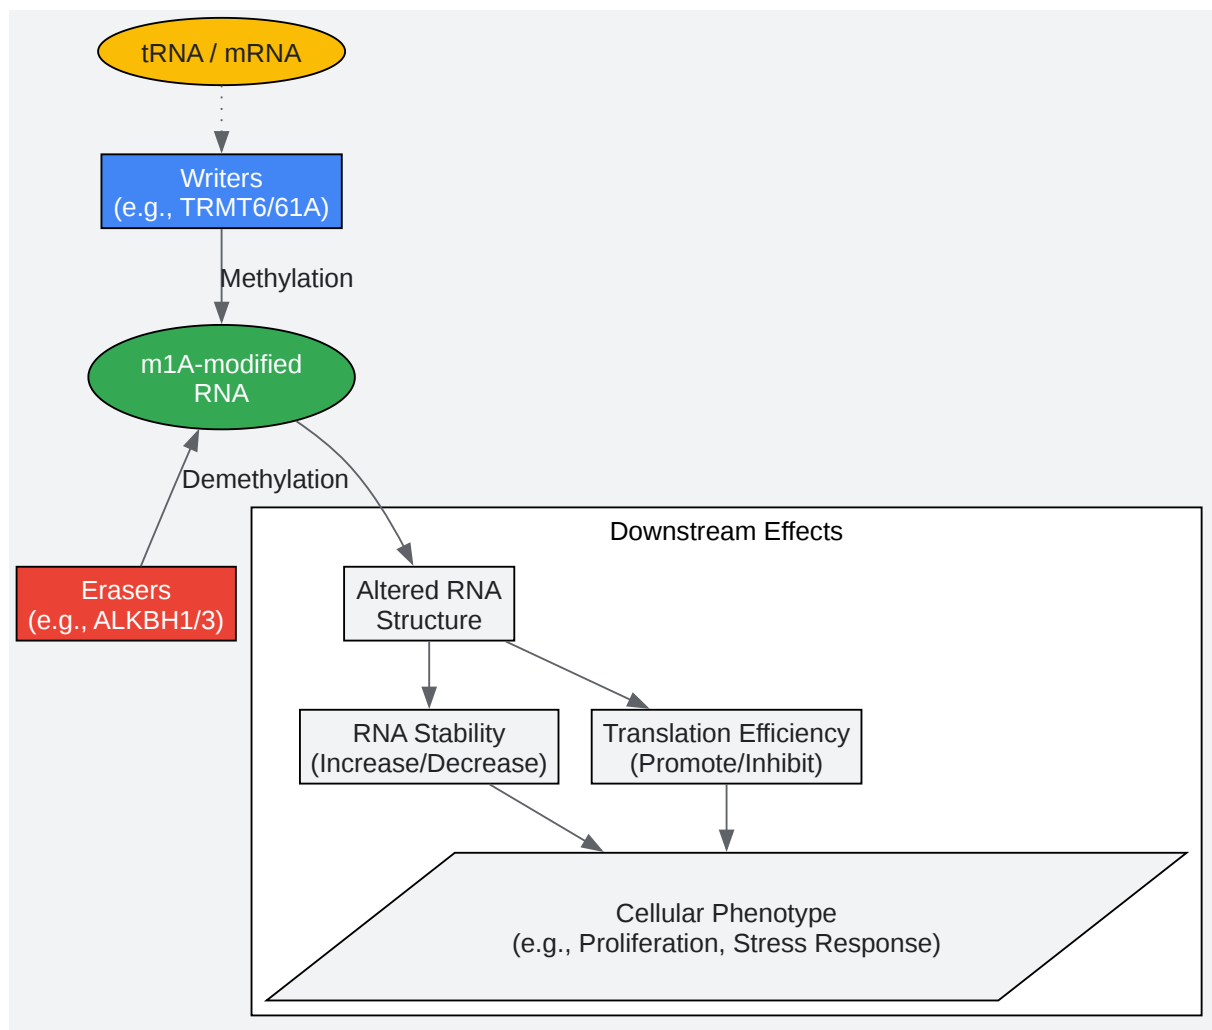 tRNA / mRNA
Writers
(e.g., TRMT6/61A)
Methylation
m1A-modified
RNA
Demethylation
Erasers
(e.g., ALKBH1/3)
Downstream Effects
Altered RNA
Structure
RNA Stability
(Increase/Decrease)
Translation Efficiency
(Promote/Inhibit)
Cellular Phenotype
(e.g., Proliferation, Stress Response)